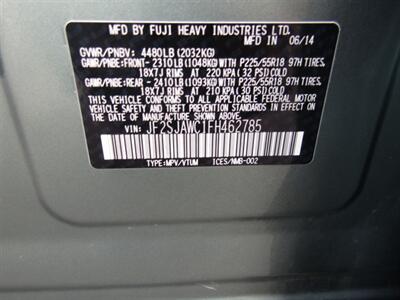 MFD. BY FUJI HEAVY INDUSTRIES LTD.
MFD IN 06/14
GVWR/PNBV: 4480LB(2032KG)
GAWR/PNBE:FRONT- 2310LB(1048KG)WITH P225/55R18 97H TIRES
18X7J RIMS AT 220 KPA(32 PSI)COLD
GAWR/PNBE:REAR - 2410LB(1093KG)WITH P225/55R18 97H TIRES
18X7J RIMS AT 210 KPA(30 PSI)COLD
THIS VEHICLE CONFORMS TO ALL APPLICABLE FEDERAL MOTOR
VEHICLE SAFETY, BUMPER, AND THEFT PREVENTION STANDARDS
IN EFFECT ON THE DATE OF MANUFACTURE SHOWN ABOVE.
VIN: JF2SJAWC1FH462785
TYPE:MPV/VTUM ICES/NMB-002